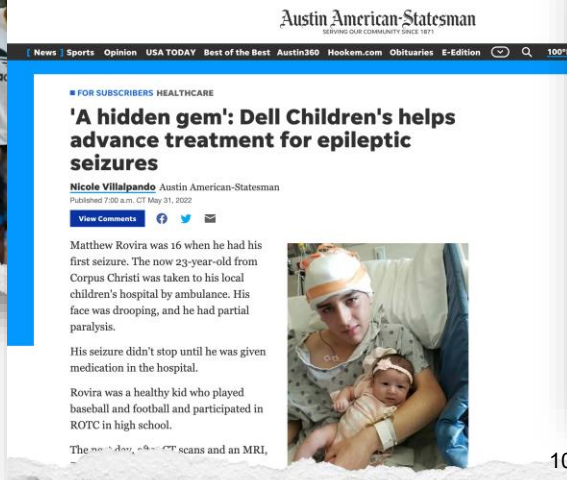 Austin American-Statesman
SERVING OUR COMMUNITY SINCE 1871
[ News ] Sports Opinion USA TODAY Best of the Best Austin360 Hookem.com Obituaries E-Edition 100°
■ FOR SUBSCRIBERS HEALTHCARE
'A hidden gem': Dell Children's helps
advance treatment for epileptic
seizures
Nicole Villalpando Austin American-Statesman
Published 7:00 a.m. CT May 31, 2022
View Comments
Matthew Rovira was 16 when he had his
first seizure. The now 23-year-old from
Corpus Christi was taken to his local
children's hospital by ambulance. His
face was drooping, and he had partial
paralysis.
His seizure didn't stop until he was given
medication in the hospital.
Rovira was a healthy kid who played
baseball and football and participated in
ROTC in high school.
The day, CT scans and an MRI,
10